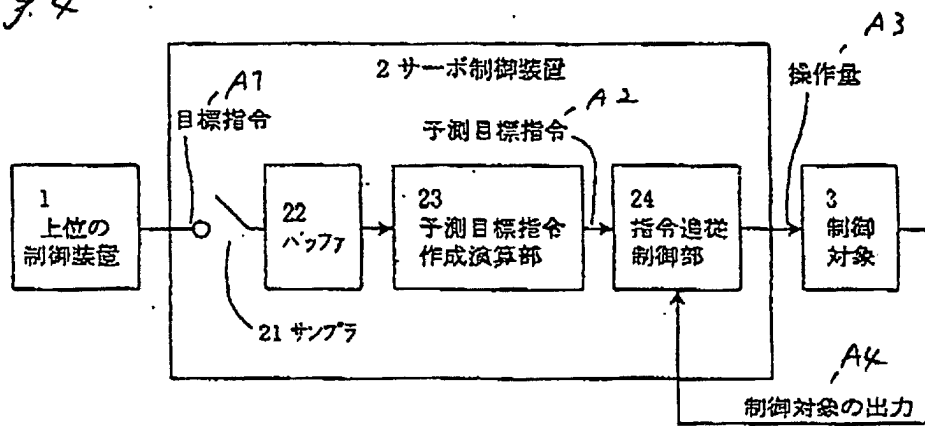 J. 4
A3
2 サーボ制御装置
操作量
A1
A2
目標指令
予測目標指令
1
上位の
制御装置
22
バッファ
23
予測目標指令
作成演算部
24
指令追従
制御部
3
制御
対象
21 サンプラ
A4
制御対象の出力